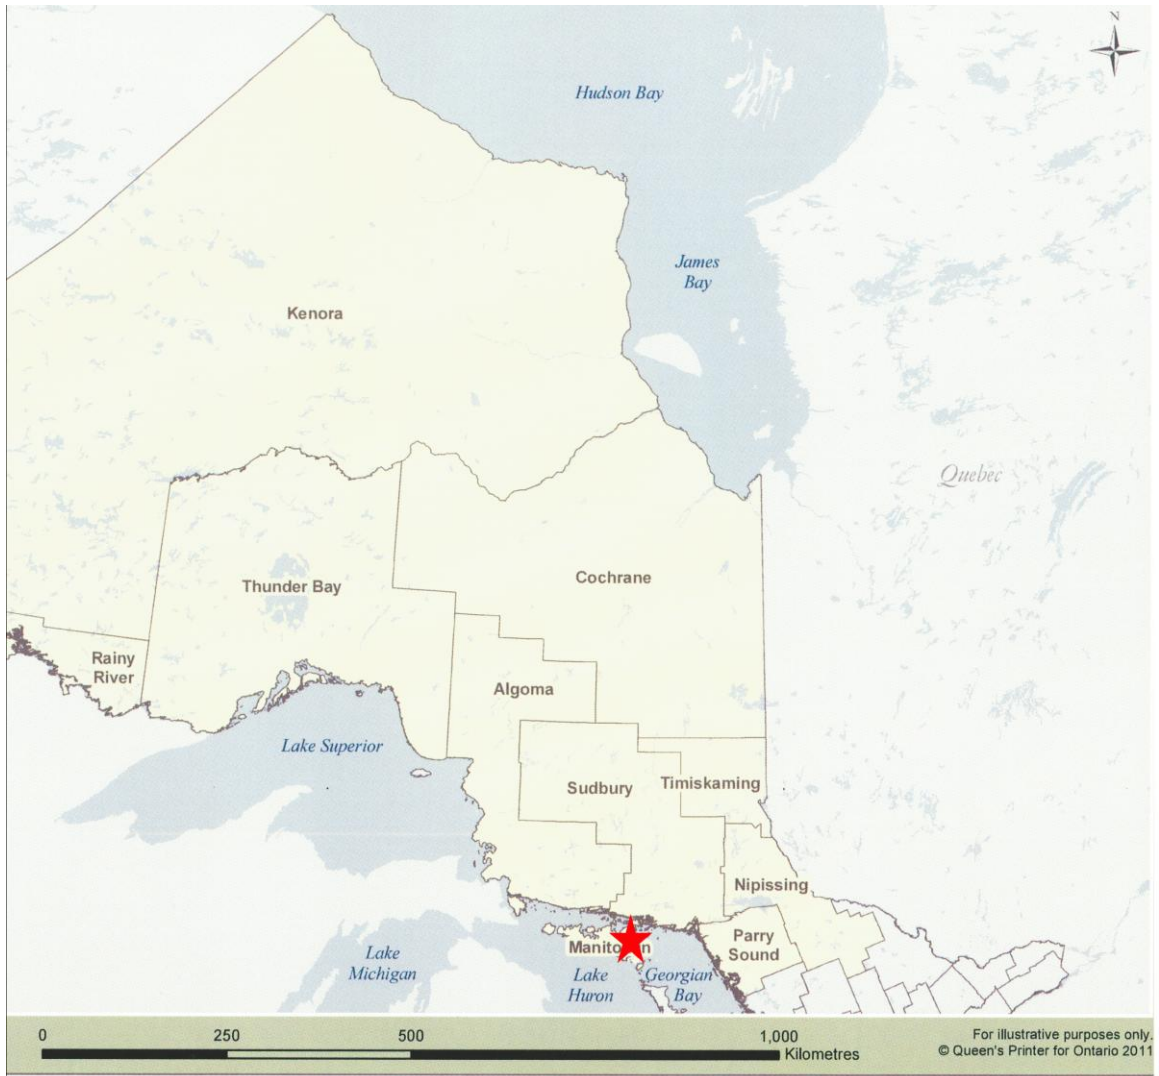 N
Hudson Bay
James
Bay
Kenora
Quebec
Thunder Bay
Cochrane
Rainy
River
Algoma
Lake Superior
Sudbury
Timiskaming
Nipissing
Parry
Sound
Lake
Michigan
Lake
Huron
Georgian
Bay
0
250
500
1,000
Kilometres
For illustrative purposes only.
© Queen's Printer for Ontario 2011